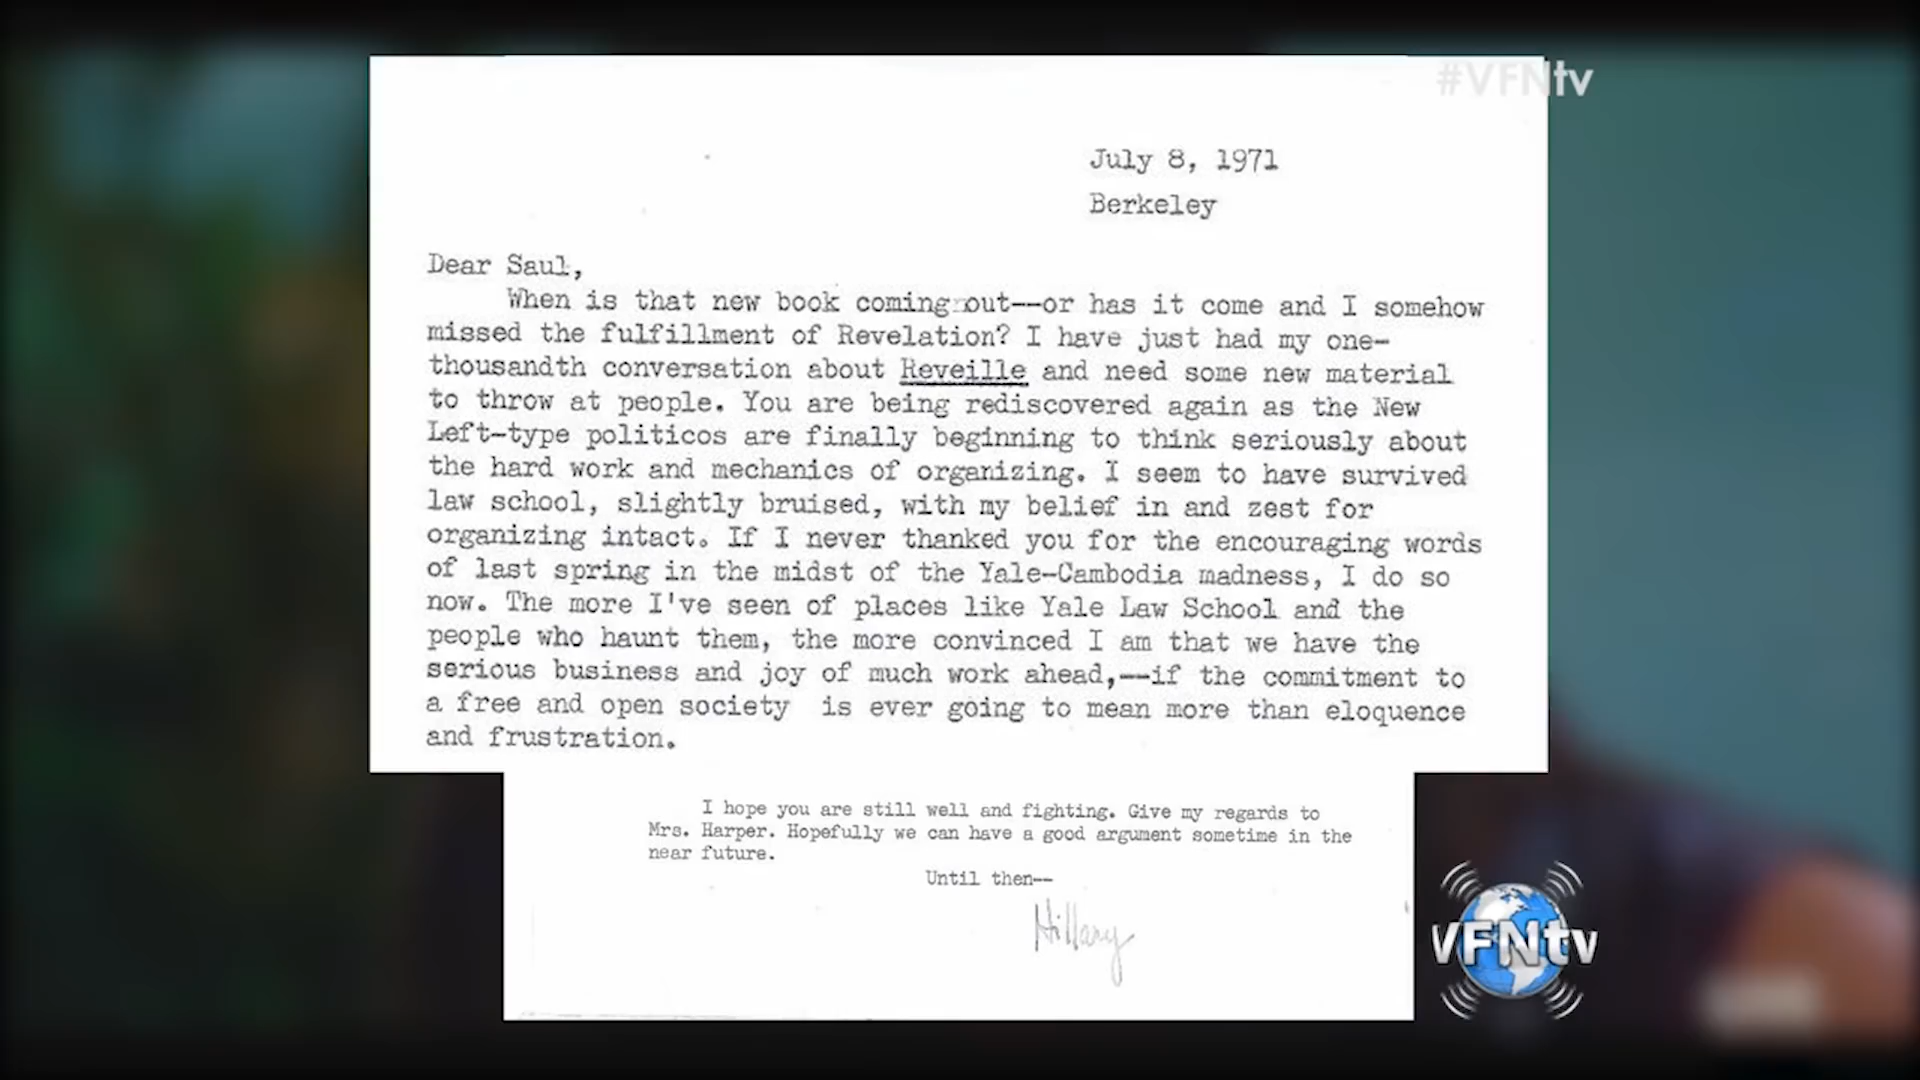 #VFNtv
July 8, 1971
Berkeley
Dear Saul,
When is that new book coming out--or has it come and I somehow
missed the fulfillment of Revelation? I have just had my one-
thousandth conversation about Reveille and need some new material
to throw at people. You are being rediscovered again as the New
Left-type politicos are finally beginning to think seriously about
the hard work and mechanics of organizing. I seem to have survived
law school, slightly bruised, with my belief in and zest for
organizing intact. If I never thanked you for the encouraging words
of last spring in the midst of the Yale-Cambodia madness, I do so
now. The more I've seen of places like Yale Law School and the
people who haunt them, the more convinced I am that we have the
serious business and joy of much work ahead,--if the commitment to
a free and open society is ever going to mean more than eloquence
and frustration.
I hope you are still well and fighting. Give my regards to
Mrs. Harper. Hopefully we can have a good argument sometime in the
near future.
Until then--
Hillary
VFNtv